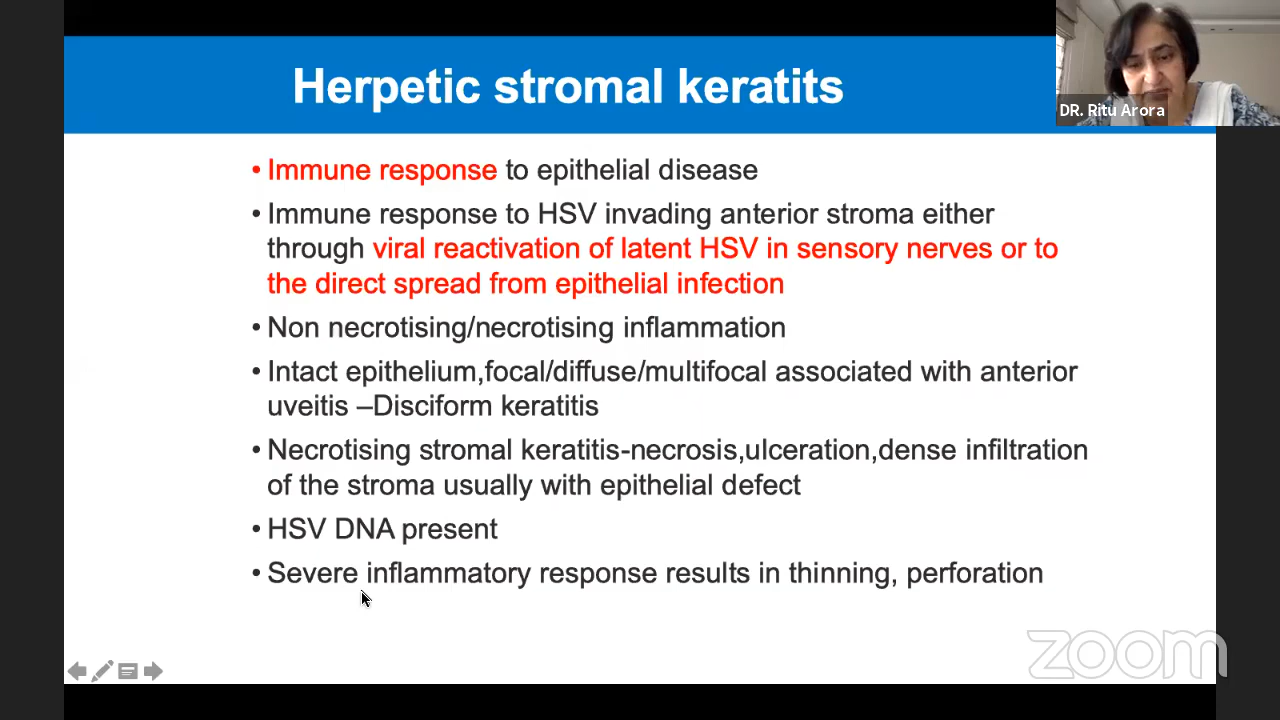 Herpetic stromal keratits
DR. Ritu Arora
• Immune response to epithelial disease
• Immune response to HSV invading anterior stroma either
through viral reactivation of latent HSV in sensory nerves or to
the direct spread from epithelial infection
• Non necrotising/necrotising inflammation
• Intact epithelium,focal/diffuse/multifocal associated with anterior
uveitis –Disciform keratitis
• Necrotising stromal keratitis-necrosis,ulceration,dense infiltration
of the stroma usually with epithelial defect
• HSV DNA present
• Severe inflammatory response results in thinning, perforation
zoom